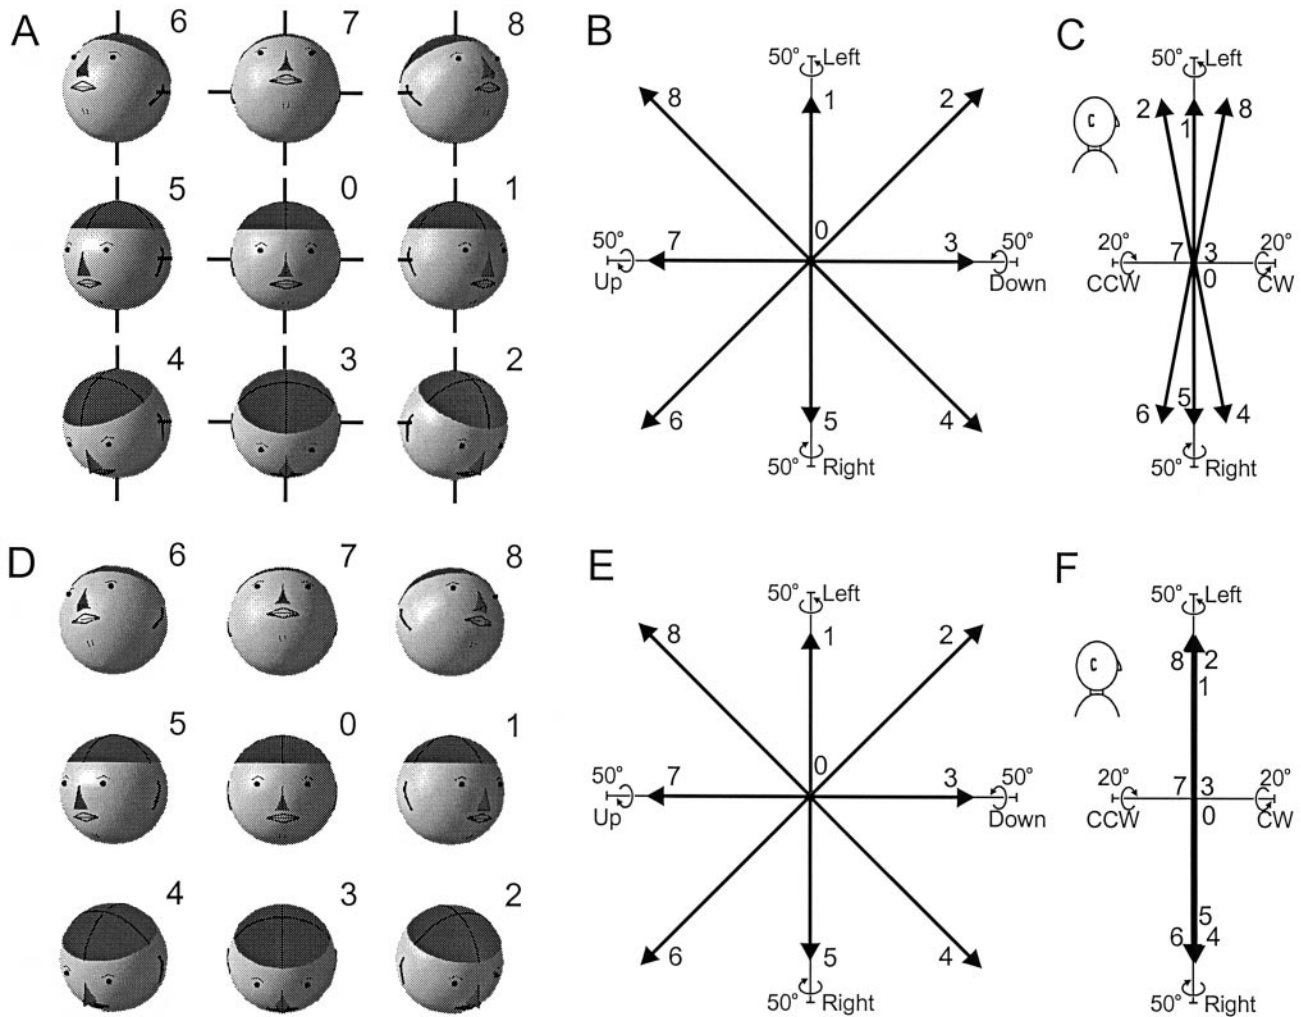 A
6 7 8
5 0 1
4 3 2
B
50° Left
8 1 2
0
50° 7 3 50°
Up Down
6 5 4
50° Right
C
50° Left
2 1 8
C
20° 7 3 20°
CCW 0 CW
6 5 4
50° Right
D
6 7 8
5 0 1
4 3 2
E
50° Left
8 1 2
0
50° 7 3 50°
Up Down
6 5 4
50° Right
F
50° Left
8 2
1
C
20° 7 3 20°
CCW 0 CW
5
6 4
50° Right